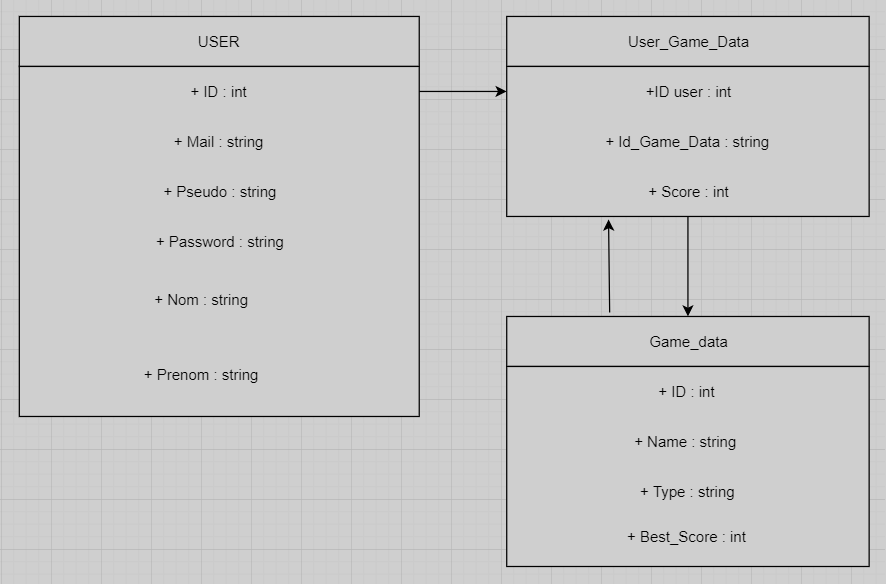 USER
+ ID : int
+ Mail : string
+ Pseudo : string
+ Password : string
+ Nom : string
+ Prenom : string
User_Game_Data
+ID user : int
+ Id_Game_Data : string
+ Score : int
Game_data
+ ID : int
+ Name : string
+ Type : string
+ Best_Score : int